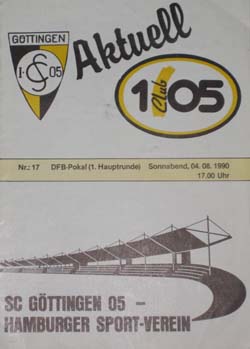 GÖTTINGEN
1·SC 05
Aktuell
1 Club 05
Nr.: 17 DFB-Pokal (1. Hauptrunde) Sonnabend, 04. 08. 1990
17.00 Uhr
SC GÖTTINGEN 05 –
HAMBURGER SPORT-VEREIN